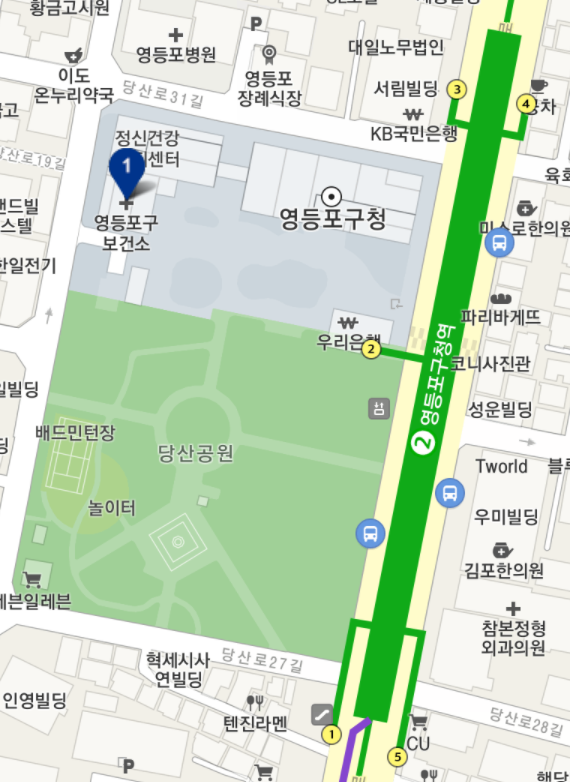 황금고시원
P
영등포병원
대일노무법인
이도
온누리약국
영등포
장례식장
서림빌딩
3
4
당산로31길
KB국민은행
정신건강
센터
당산로19길
1
영등포구청
영등포구
보건소
한일전기
파리바게뜨
우리은행
2
코니사진관
2 영등포구청역
성운빌딩
배드민턴장
당산공원
Tworld
놀이터
우미빌딩
김포한의원
세븐일레븐
참본정형
외과의원
혁세시사
연빌딩
당산로27길
인영빌딩
텐진라멘
당산로28길
1
CU
5
P